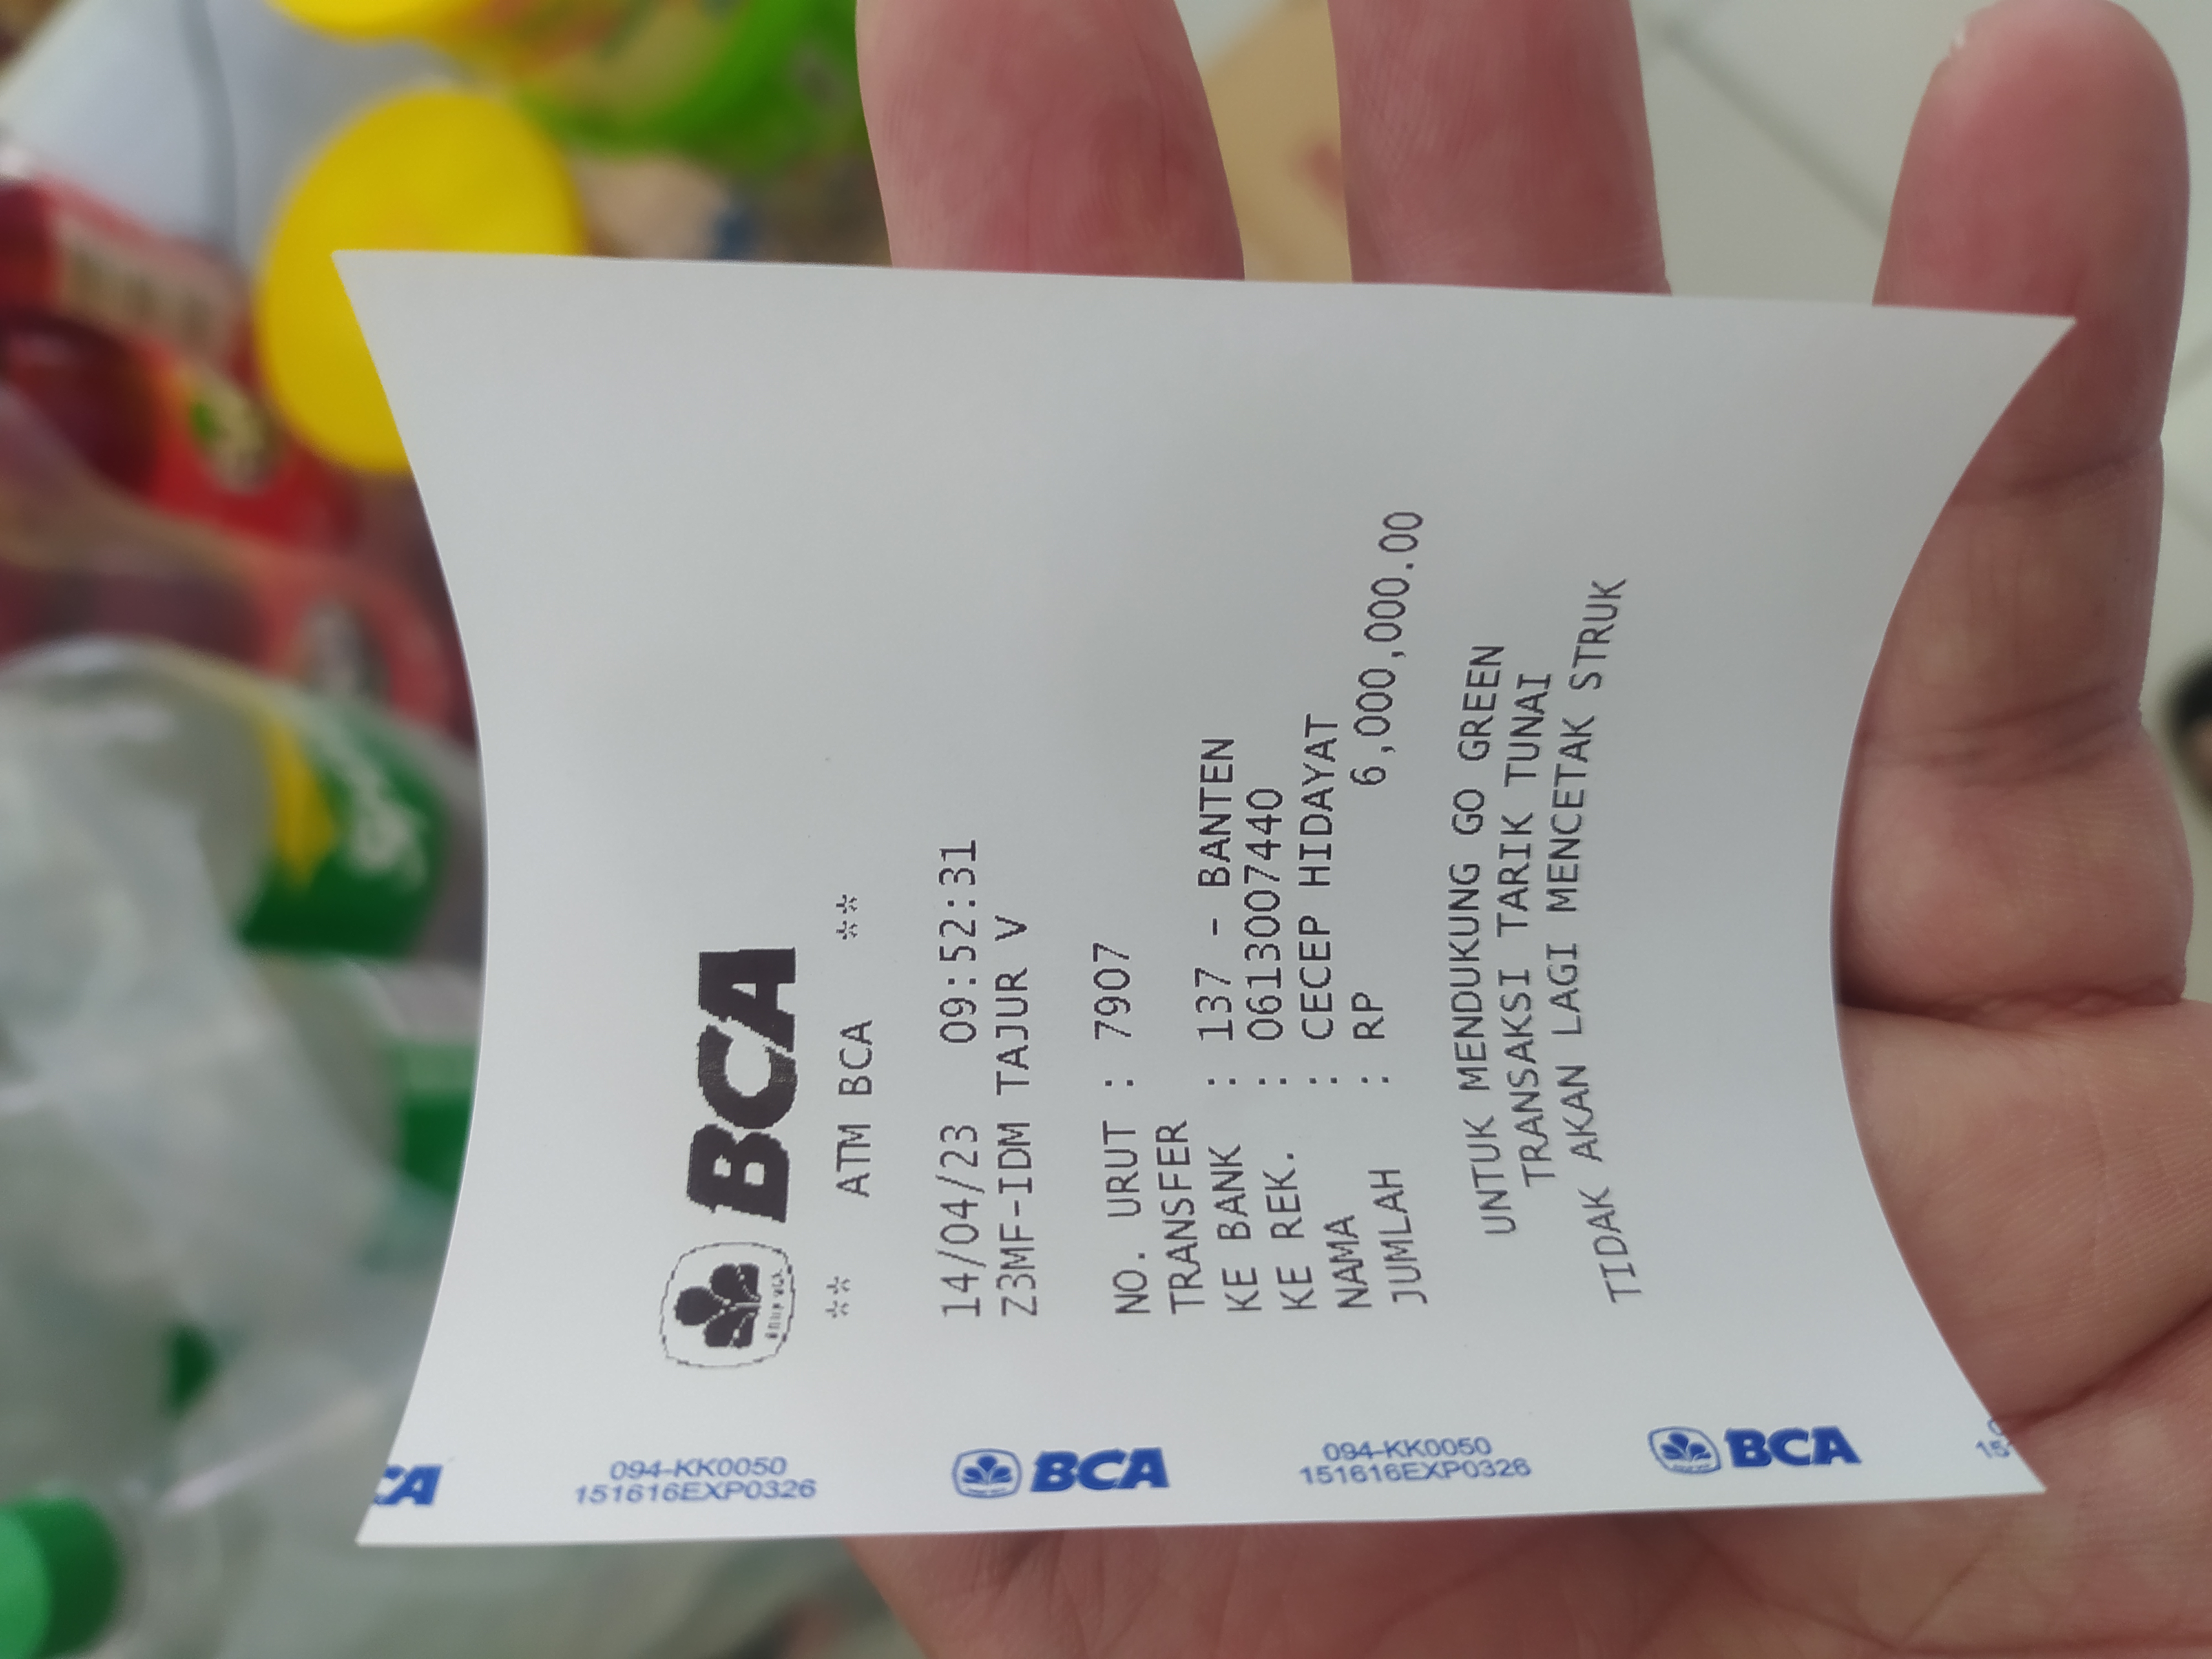 BCA
** ATM BCA **
14/04/23 09:52:31
Z3MF-IDM TAJUR V
NO. URUT : 7907
TRANSFER
KE BANK : 137 - BANTEN
KE REK. : 0613007440
NAMA : CECEP HIDAYAT
JUMLAH : RP 6,000,000.00
UNTUK MENDUKUNG GO GREEN
TRANSAKSI TARIK TUNAI
TIDAK AKAN LAGI MENCETAK STRUK
CA
094-KK0050
151616EXP0326
BCA
094-KK0050
151616EXP0326
BCA